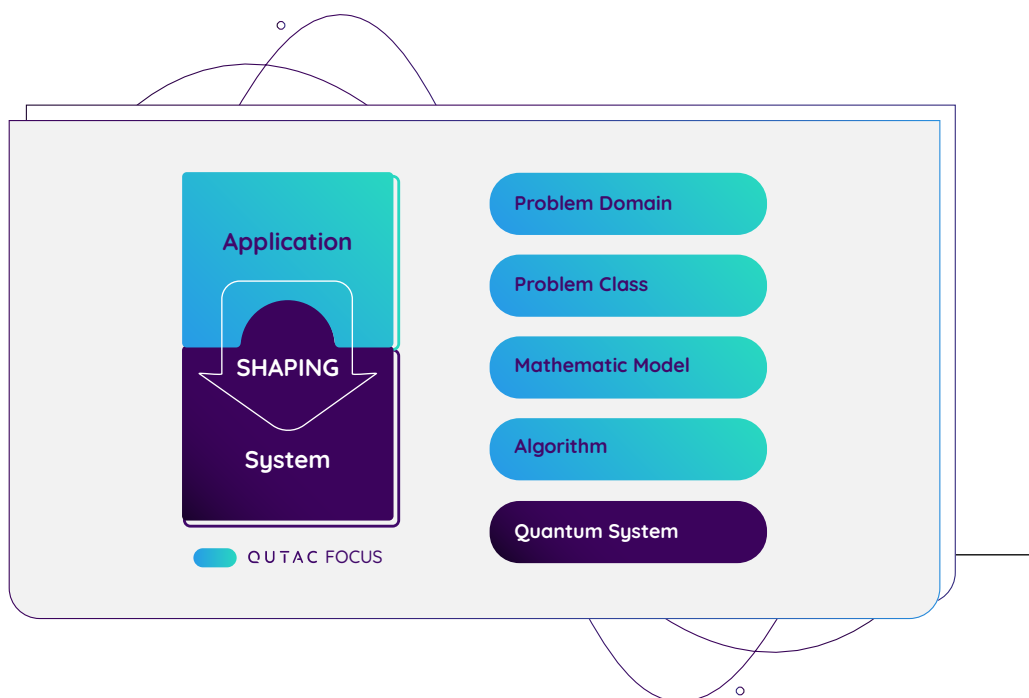 Application
SHAPING
System
QUTAC FOCUS
Problem Domain
Problem Class
Mathematic Model
Algorithm
Quantum System